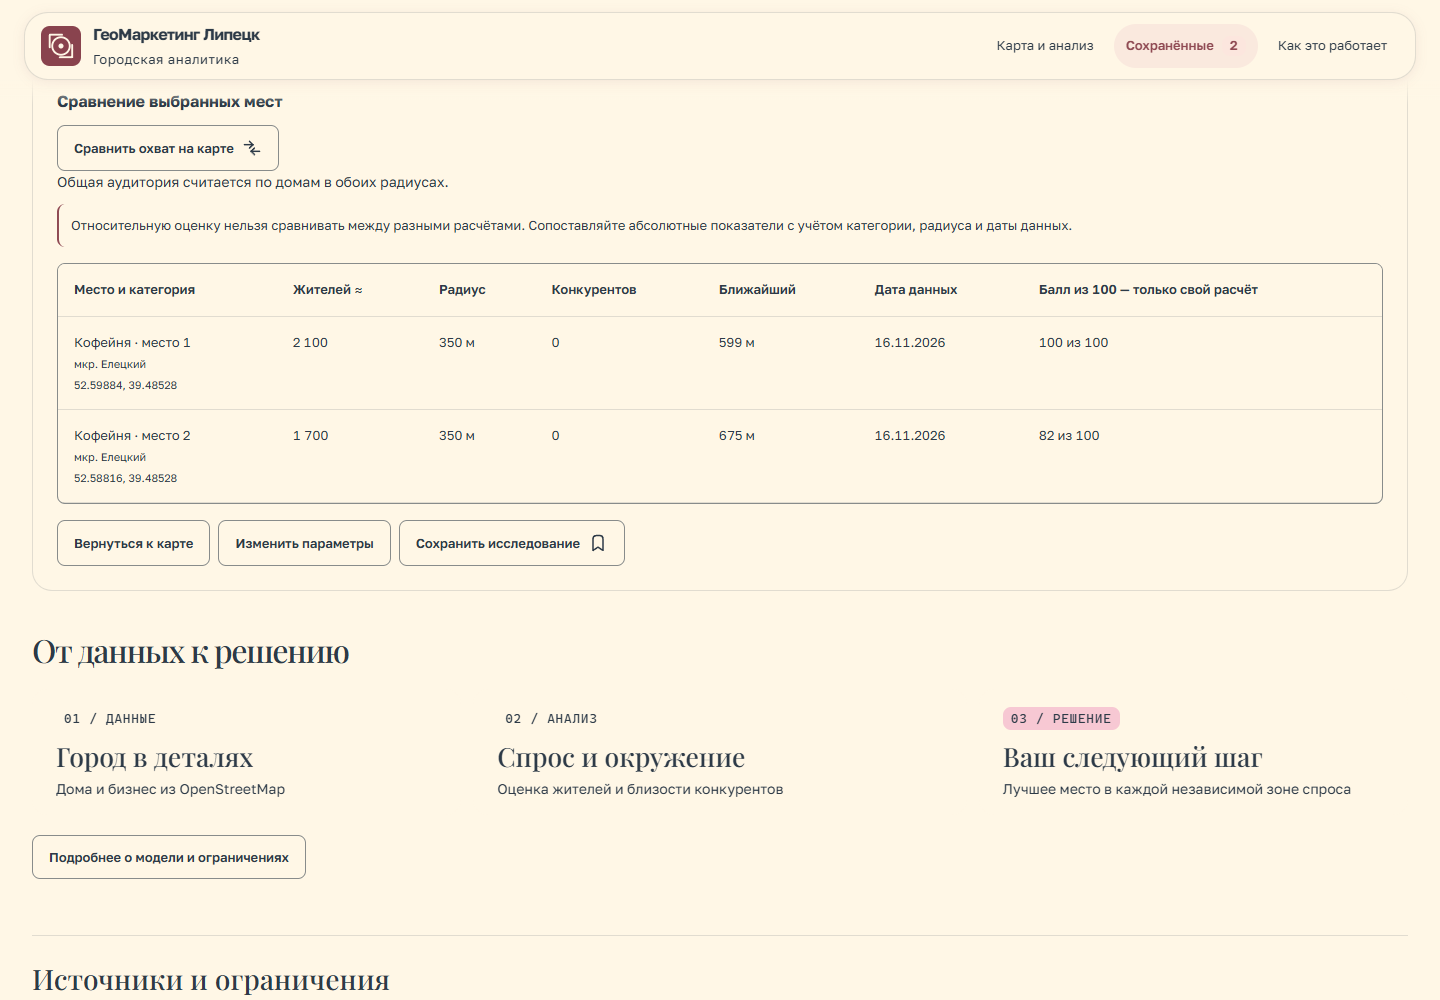 ГеоМаркетинг Липецк
Городская аналитика
Карта и анализ
Сохранённые 2
Как это работает
Сравнение выбранных мест
Сравнить охват на карте
Общая аудитория считается по домам в обоих радиусах.
Относительную оценку нельзя сравнивать между разными расчётами. Сопоставляйте абсолютные показатели с учётом категории, радиуса и даты данных.
Место и категория Жителей ≈ Радиус Конкурентов Ближайший Дата данных Балл из 100 — только свой расчёт
Кофейня · место 1 2 100 350 м 0 599 м 16.11.2026 100 из 100
мкр. Елецкий
52.59884, 39.48528
Кофейня · место 2 1 700 350 м 0 675 м 16.11.2026 82 из 100
мкр. Елецкий
52.58816, 39.48528
Вернуться к карте
Изменить параметры
Сохранить исследование
От данных к решению
01 / ДАННЫЕ
Город в деталях
Дома и бизнес из OpenStreetMap
02 / АНАЛИЗ
Спрос и окружение
Оценка жителей и близости конкурентов
03 / РЕШЕНИЕ
Ваш следующий шаг
Лучшее место в каждой независимой зоне спроса
Подробнее о модели и ограничениях
Источники и ограничения